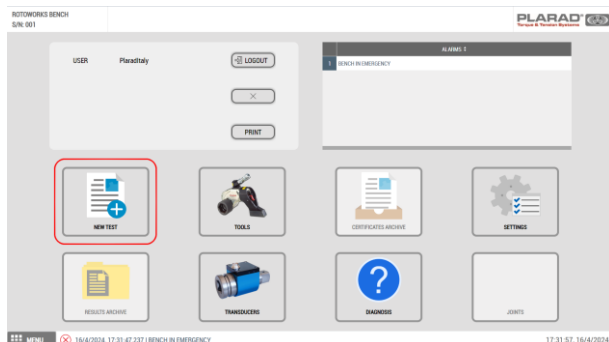 ROTOWORKS BENCH
S/N: 001
PLARAD
Torque & Tension Systems
USER PlaradItaly
LOGOUT
PRINT
ALARMS 1
1 BENCH IN EMERGENCY
NEW TEST
TOOLS
CERTIFICATES ARCHIVE
SETTINGS
RESULTS ARCHIVE
TRANSDUCERS
DIAGNOSIS
JOINTS
MENU 16/4/2024 17:31:47.237 | BENCH IN EMERGENCY 17:31:57, 16/4/2024